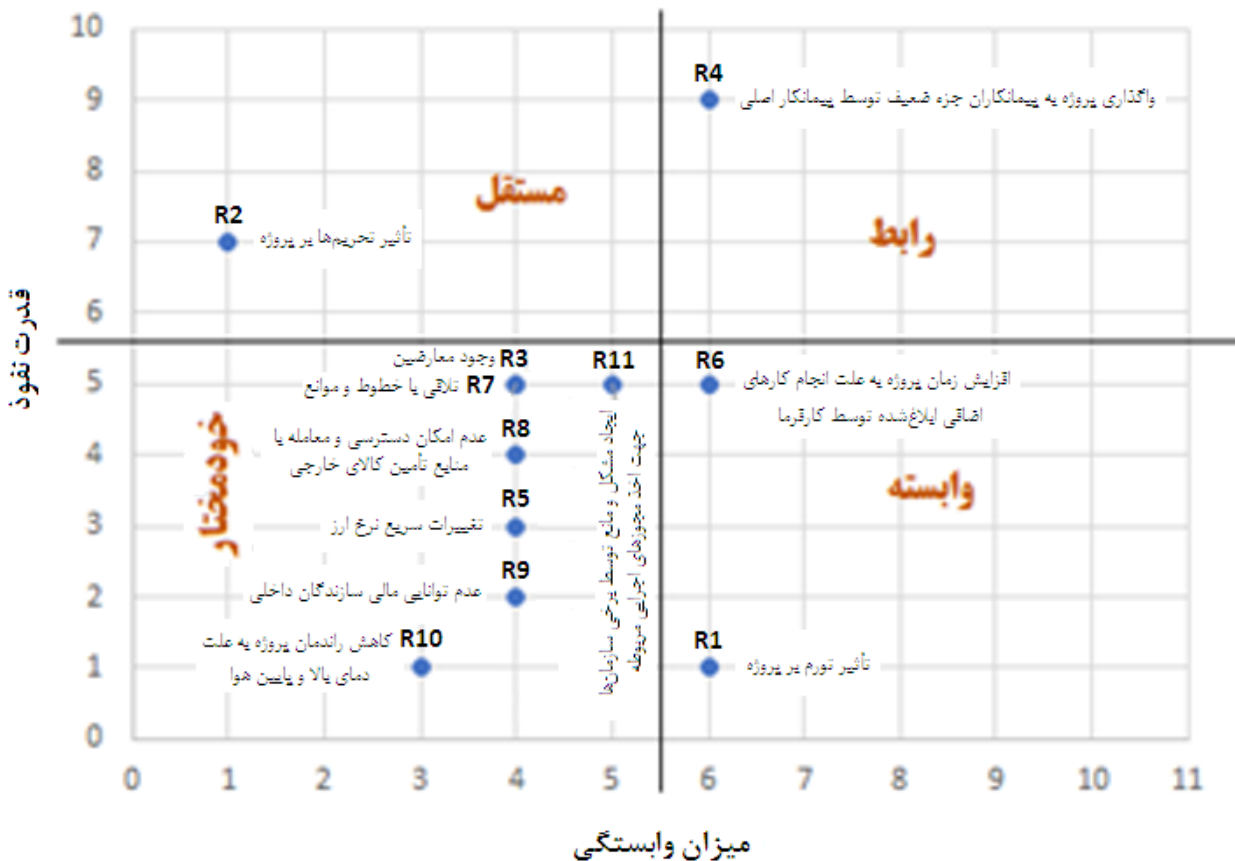 10
9
8
7
6
5
4
3
2
1
0
0 1 2 3 4 5 6 7 8 9 10 11
قدرت نفوذ
میزان وابستگی
مستقل
رابط
خودمختار
وابسته
R4
واگذاری پروژه به پیمانکاران جزء ضعیف توسط پیمانکار اصلی
R2
تأثیر تحریم‌ها بر پروژه
R3 وجود معارضین
R7 تلاقی با خطوط و موانع
R11
ایجاد مشکل و مانع توسط برخی سازمان‌ها
جهت اخذ مجوزهای اجرایی مربوطه
R6
افزایش زمان پروژه به علت انجام کارهای
اضافی ابلاغ‌شده توسط کارفرما
R8
عدم امکان دسترسی و معامله با
منابع تأمین کالای خارجی
R5
تغییرات سریع نرخ ارز
R9
عدم توانایی مالی سازندگان داخلی
R10 کاهش راندمان پروژه به علت
دمای بالا و پایین هوا
R1
تأثیر تورم بر پروژه